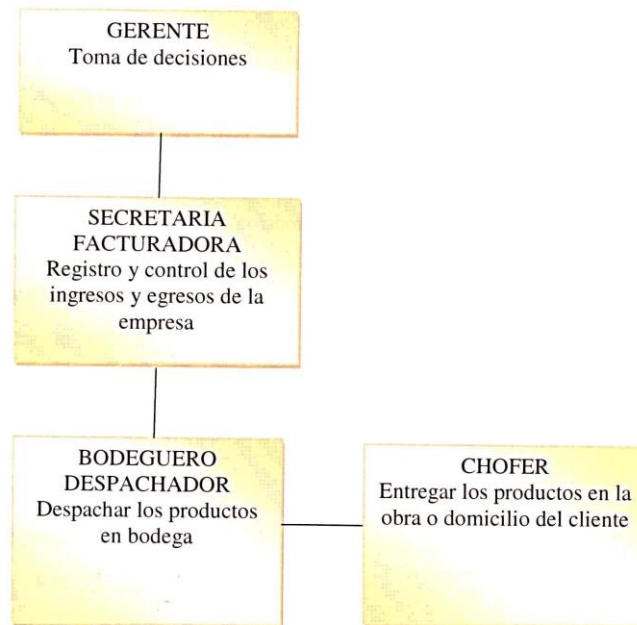 GERENTE
Toma de decisiones
SECRETARIA
FACTURADORA
Registro y control de los
ingresos y egresos de la
empresa
BODEGUERO
DESPACHADOR
Despachar los productos
en bodega
CHOFER
Entregar los productos en la
obra o domicilio del cliente